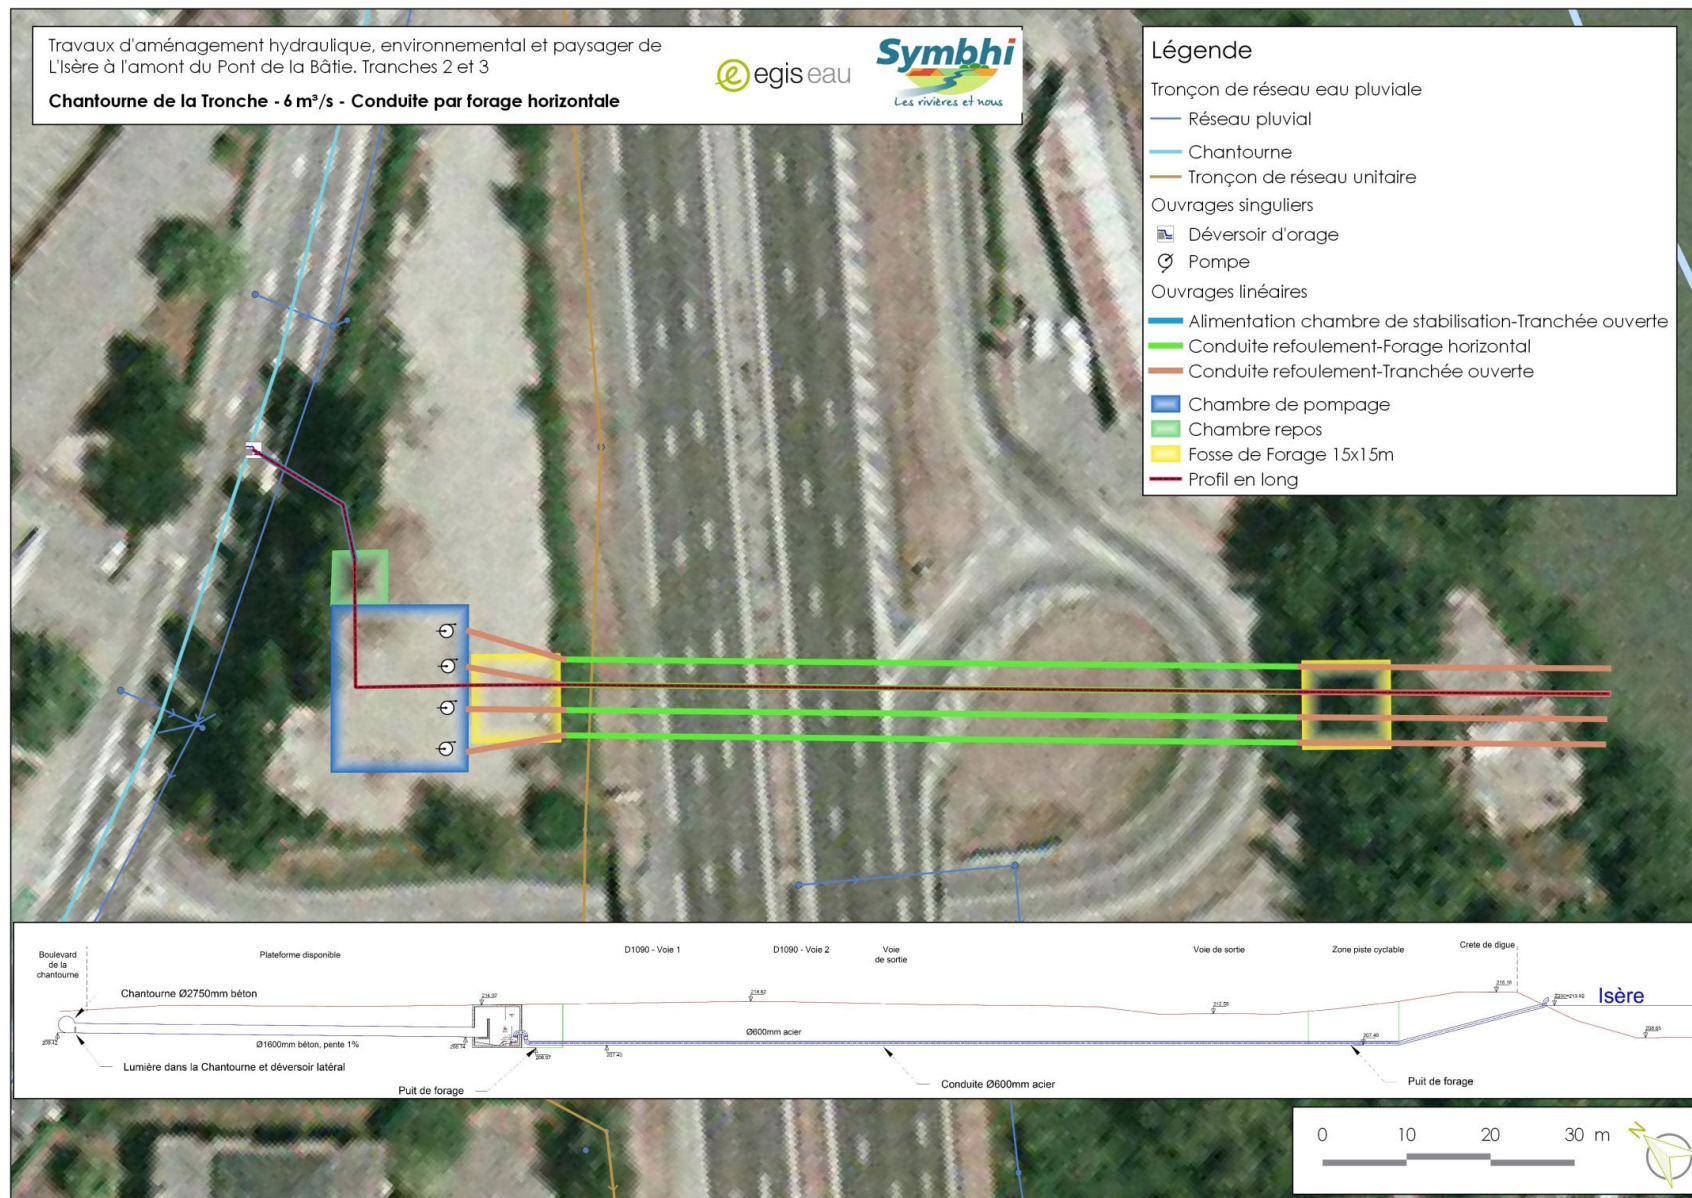 Travaux d'aménagement hydraulique, environnemental et paysager de
L'Isère à l'amont du Pont de la Bâtie. Tranches 2 et 3
Chantourne de la Tronche - 6 m³/s - Conduite par forage horizontale
egis eau
Symbhi
Les rivières et nous
Légende
Tronçon de réseau eau pluviale
Réseau pluvial
Chantourne
Tronçon de réseau unitaire
Ouvrages singuliers
Déversoir d'orage
Pompe
Ouvrages linéaires
Alimentation chambre de stabilisation-Tranchée ouverte
Conduite refoulement-Forage horizontal
Conduite refoulement-Tranchée ouverte
Chambre de pompage
Chambre repos
Fosse de Forage 15x15m
Profil en long
Boulevard
de la
chantourne
Plateforme disponible
D1090 - Voie 1
D1090 - Voie 2
Voie
de sortie
Voie de sortie
Zone piste cyclable
Crete de digue
Chantourne Ø2750mm béton
Isère
Ø1600mm béton, pente 1%
Ø600mm acier
207.43
Lumière dans la Chantourne et déversoir latéral
Puit de forage
Conduite Ø600mm acier
Puit de forage
0 10 20 30 m
N